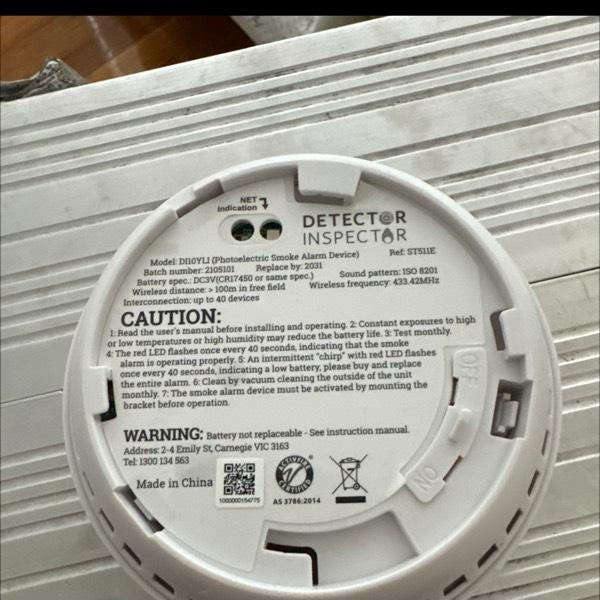 NET
Indication
DETECTOR
INSPECTOR
Model: DI10YLI (Photoelectric Smoke Alarm Device) Ref: ST511E
Batch number: 2105101 Replace by: 2031
Battery spec.: DC3V(CR17450 or same spec.) Sound pattern: ISO 8201
Wireless distance: > 100m in free field Wireless frequency: 433.42MHz
Interconnection: up to 40 devices
CAUTION:
1: Read the user's manual before installing and operating. 2: Constant exposures to high
or low temperatures or high humidity may reduce the battery life. 3: Test monthly.
4: The red LED flashes once every 40 seconds, indicating that the smoke
alarm is operating properly. 5: An intermittent "chirp" with red LED flashes
once every 40 seconds, indicating a low battery, please buy and replace
the entire alarm. 6: Clean by vacuum cleaning the outside of the unit
monthly. 7: The smoke alarm device must be activated by mounting the
bracket before operation.
OFF
ON
WARNING: Battery not replaceable - See instruction manual.
Address: 2-4 Emily St, Carnegie VIC 3163
Tel: 1300 134 563
Made in China
1000000154775
ACTIVFIRE
CERTIFIED
AS 3786:2014